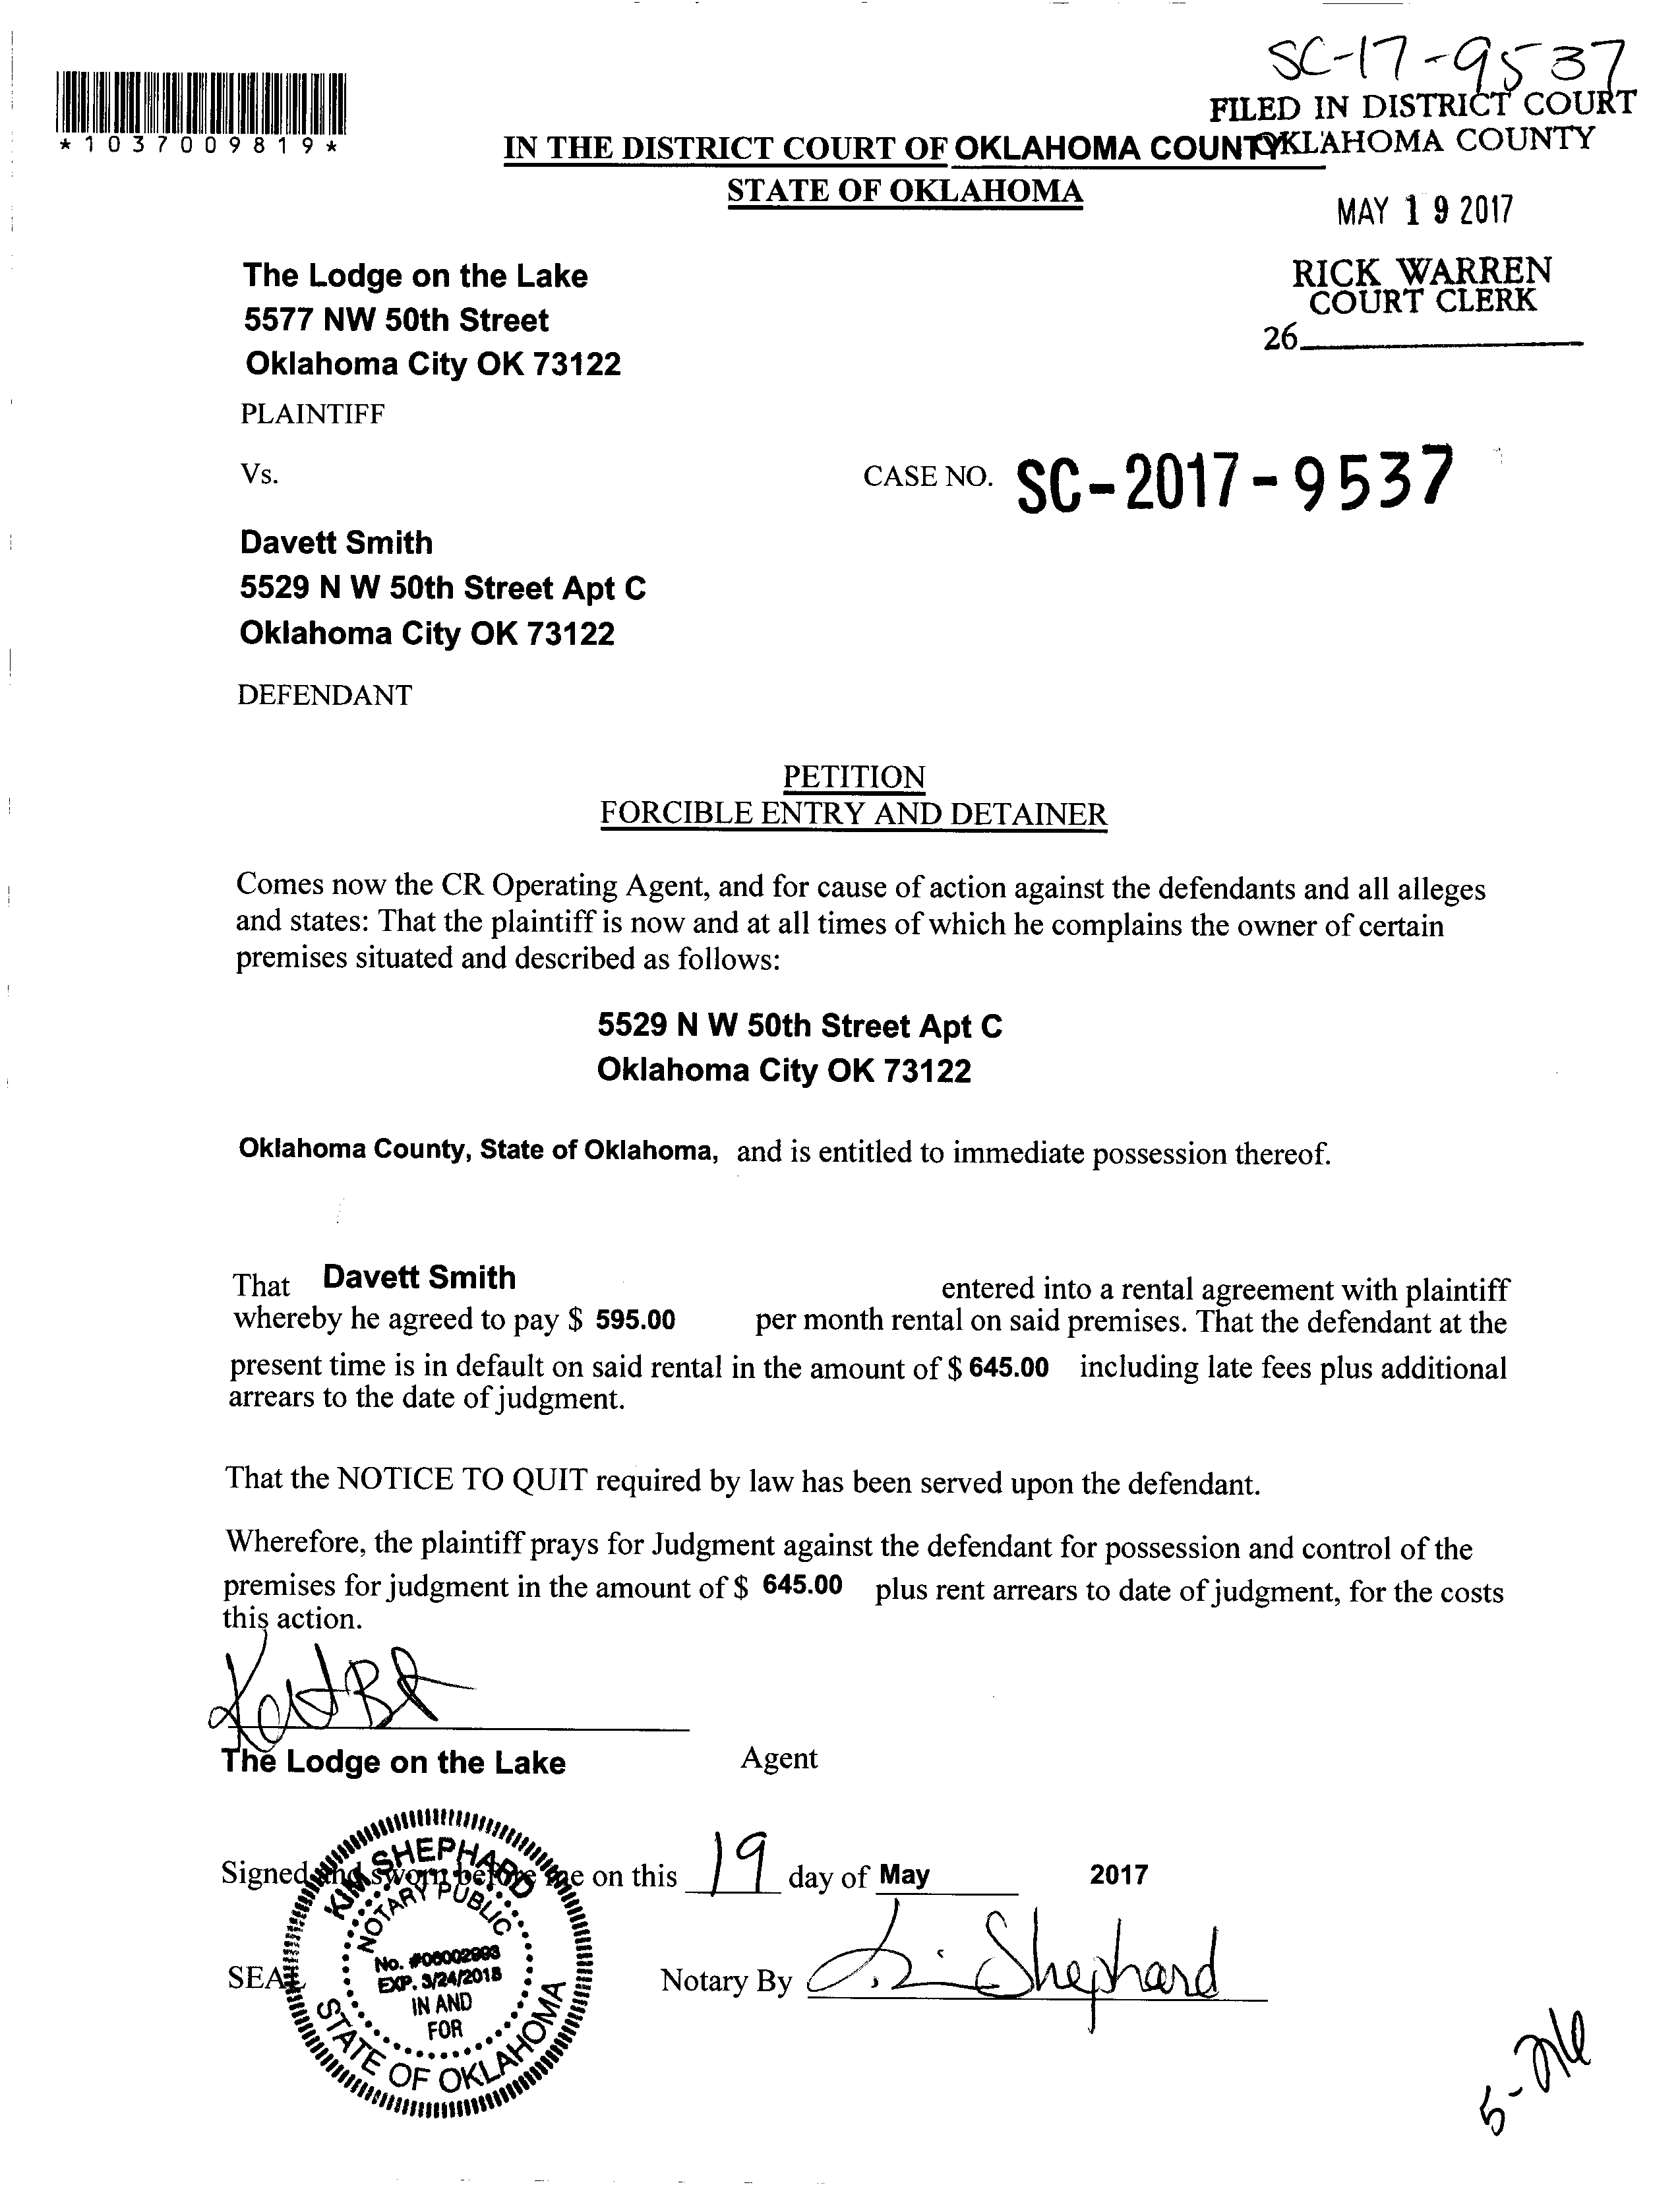 SC-17-9537
FILED IN DISTRICT COURT
OKLAHOMA COUNTY
*1037009819*
IN THE DISTRICT COURT OF OKLAHOMA COUNTY
STATE OF OKLAHOMA
MAY 19 2017
The Lodge on the Lake
5577 NW 50th Street
Oklahoma City OK 73122
RICK WARREN
COURT CLERK
26
PLAINTIFF
Vs.
CASE NO. SC-2017-9537
Davett Smith
5529 N W 50th Street Apt C
Oklahoma City OK 73122
DEFENDANT
PETITION
FORCIBLE ENTRY AND DETAINER
Comes now the CR Operating Agent, and for cause of action against the defendants and all alleges
and states: That the plaintiff is now and at all times of which he complains the owner of certain
premises situated and described as follows:
5529 N W 50th Street Apt C
Oklahoma City OK 73122
Oklahoma County, State of Oklahoma, and is entitled to immediate possession thereof.
That Davett Smith entered into a rental agreement with plaintiff
whereby he agreed to pay $ 595.00 per month rental on said premises. That the defendant at the
present time is in default on said rental in the amount of $ 645.00 including late fees plus additional
arrears to the date of judgment.
That the NOTICE TO QUIT required by law has been served upon the defendant.
Wherefore, the plaintiff prays for Judgment against the defendant for possession and control of the
premises for judgment in the amount of $ 645.00 plus rent arrears to date of judgment, for the costs
this action.
The Lodge on the Lake Agent
Signed and sworn before me on this 19 day of May 2017
SEAL
KIM SHEPHARD
NOTARY PUBLIC
No. #06002993
EXP. 3/24/2018
IN AND
FOR
STATE OF OKLAHOMA
Notary By Shephard